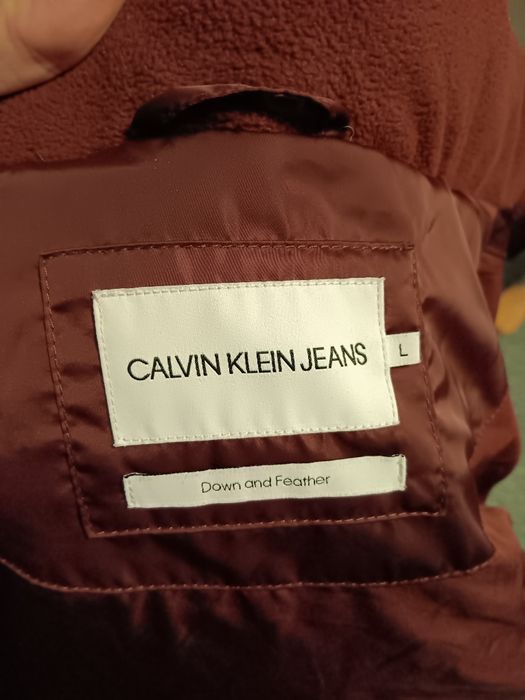 CALVIN KLEIN JEANS
L
Down and Feather